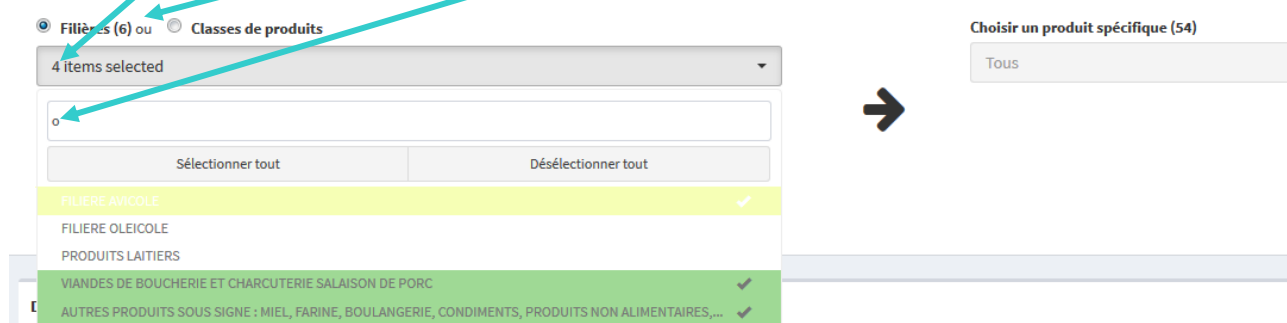 Filières (6) ou Classes de produits
Choisir un produit spécifique (54)
4 items selected
Tous
o
Sélectionner tout Désélectionner tout
FILIERE AVICOLE
FILIERE OLEICOLE
PRODUITS LAITIERS
VIANDES DE BOUCHERIE ET CHARCUTERIE SALAISON DE PORC
AUTRES PRODUITS SOUS SIGNE : MIEL, FARINE, BOULANGERIE, CONDIMENTS, PRODUITS NON ALIMENTAIRES,...